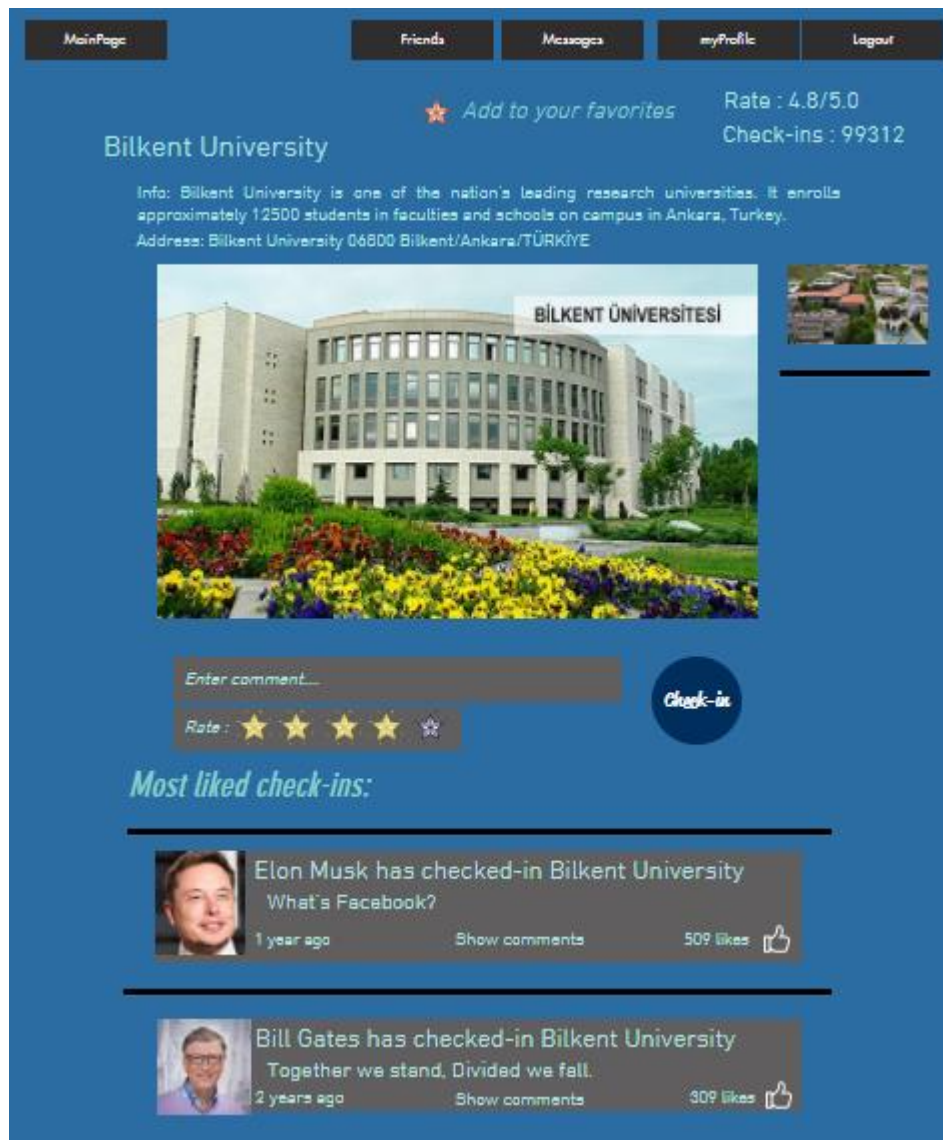 MainPage
Friends
Messages
myProfile
Logout
Add to your favorites
Rate : 4.8/5.0
Check-ins : 99312
Bilkent University
Info: Bilkent University is one of the nation's leading research universities. It enrolls
approximately 12500 students in faculties and schools on campus in Ankara, Turkey.
Address: Bilkent University 06800 Bilkent/Ankara/TÜRKİYE
BİLKENT ÜNİVERSİTESİ
Enter comment....
Rate :
Check-in
Most liked check-ins:
Elon Musk has checked-in Bilkent University
What's Facebook?
1 year ago
Show comments
509 likes
Bill Gates has checked-in Bilkent University
Together we stand, Divided we fall.
2 years ago
Show comments
309 likes